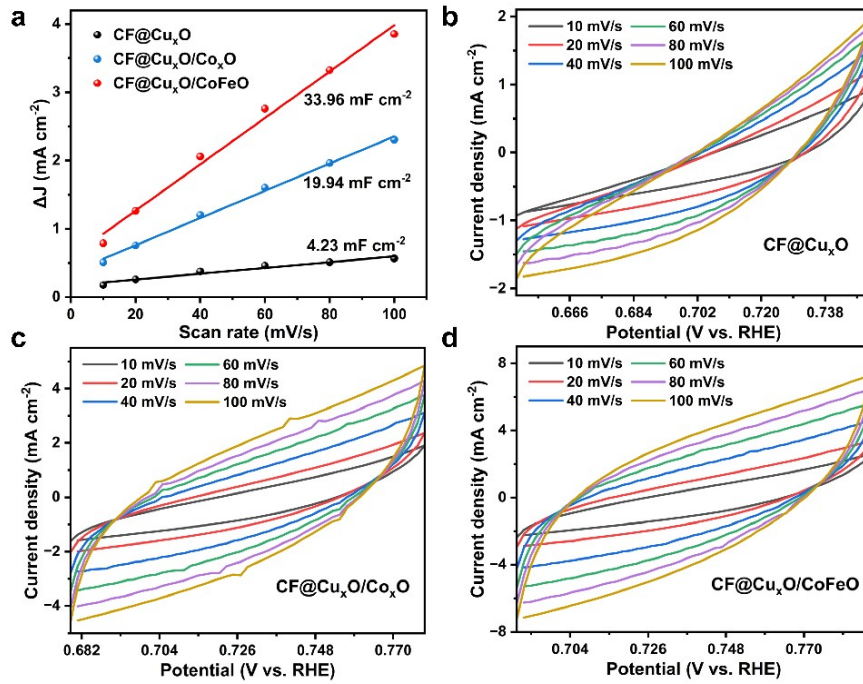 a
CF@CuₓO
CF@CuₓO/CoₓO
CF@CuₓO/CoFeO
33.96 mF cm⁻²
19.94 mF cm⁻²
4.23 mF cm⁻²
ΔJ (mA cm⁻²)
4
3
2
1
0
0 20 40 60 80 100
Scan rate (mV/s)
b
10 mV/s 60 mV/s
20 mV/s 80 mV/s
40 mV/s 100 mV/s
CF@CuₓO
Current density (mA cm⁻²)
2
1
0
−1
−2
0.666 0.684 0.702 0.720 0.738
Potential (V vs. RHE)
c
10 mV/s 60 mV/s
20 mV/s 80 mV/s
40 mV/s 100 mV/s
CF@CuₓO/CoₓO
Current density (mA cm⁻²)
4
2
0
−2
−4
0.682 0.704 0.726 0.748 0.770
Potential (V vs. RHE)
d
10 mV/s 60 mV/s
20 mV/s 80 mV/s
40 mV/s 100 mV/s
CF@CuₓO/CoFeO
Current density (mA cm⁻²)
8
4
0
−4
−8
0.704 0.726 0.748 0.770
Potential (V vs. RHE)